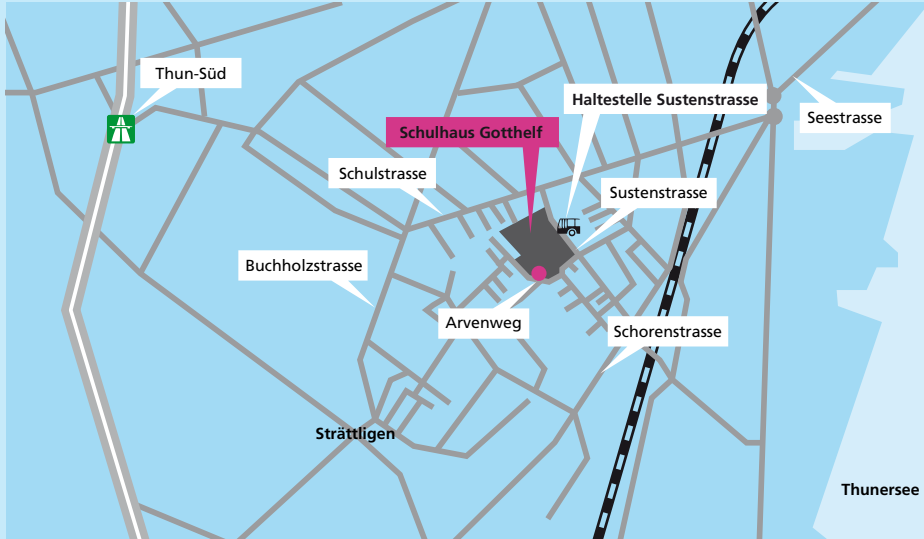 Thun-Süd
Haltestelle Sustenstrasse
Seestrasse
Schulhaus Gotthelf
Schulstrasse
Sustenstrasse
Buchholzstrasse
Arvenweg
Schorenstrasse
Strättligen
Thunersee